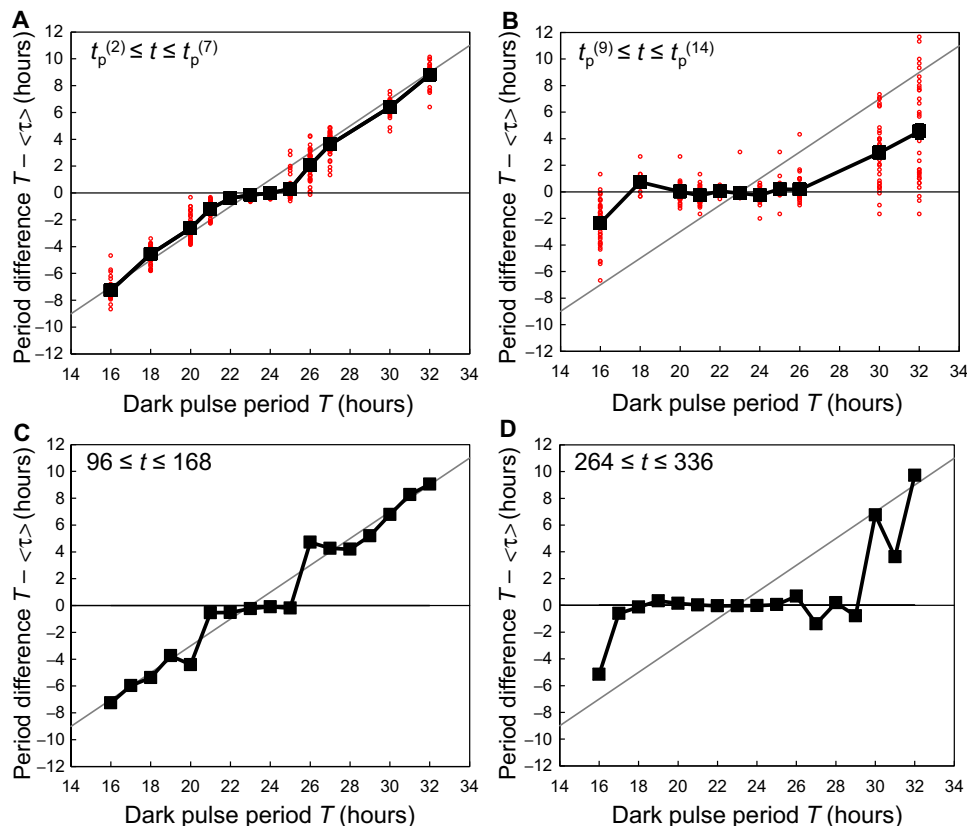 A
t_p^(2) ≤ t ≤ t_p^(7)
Period difference T − <τ> (hours)
12
10
8
6
4
2
0
−2
−4
−6
−8
−10
−12
14 16 18 20 22 24 26 28 30 32 34
Dark pulse period T (hours)
B
t_p^(9) ≤ t ≤ t_p^(14)
Period difference T − <τ> (hours)
12
10
8
6
4
2
0
−2
−4
−6
−8
−10
−12
14 16 18 20 22 24 26 28 30 32 34
Dark pulse period T (hours)
C
96 ≤ t ≤ 168
Period difference T − <τ> (hours)
12
10
8
6
4
2
0
−2
−4
−6
−8
−10
−12
14 16 18 20 22 24 26 28 30 32 34
Dark pulse period T (hours)
D
264 ≤ t ≤ 336
Period difference T − <τ> (hours)
12
10
8
6
4
2
0
−2
−4
−6
−8
−10
−12
14 16 18 20 22 24 26 28 30 32 34
Dark pulse period T (hours)